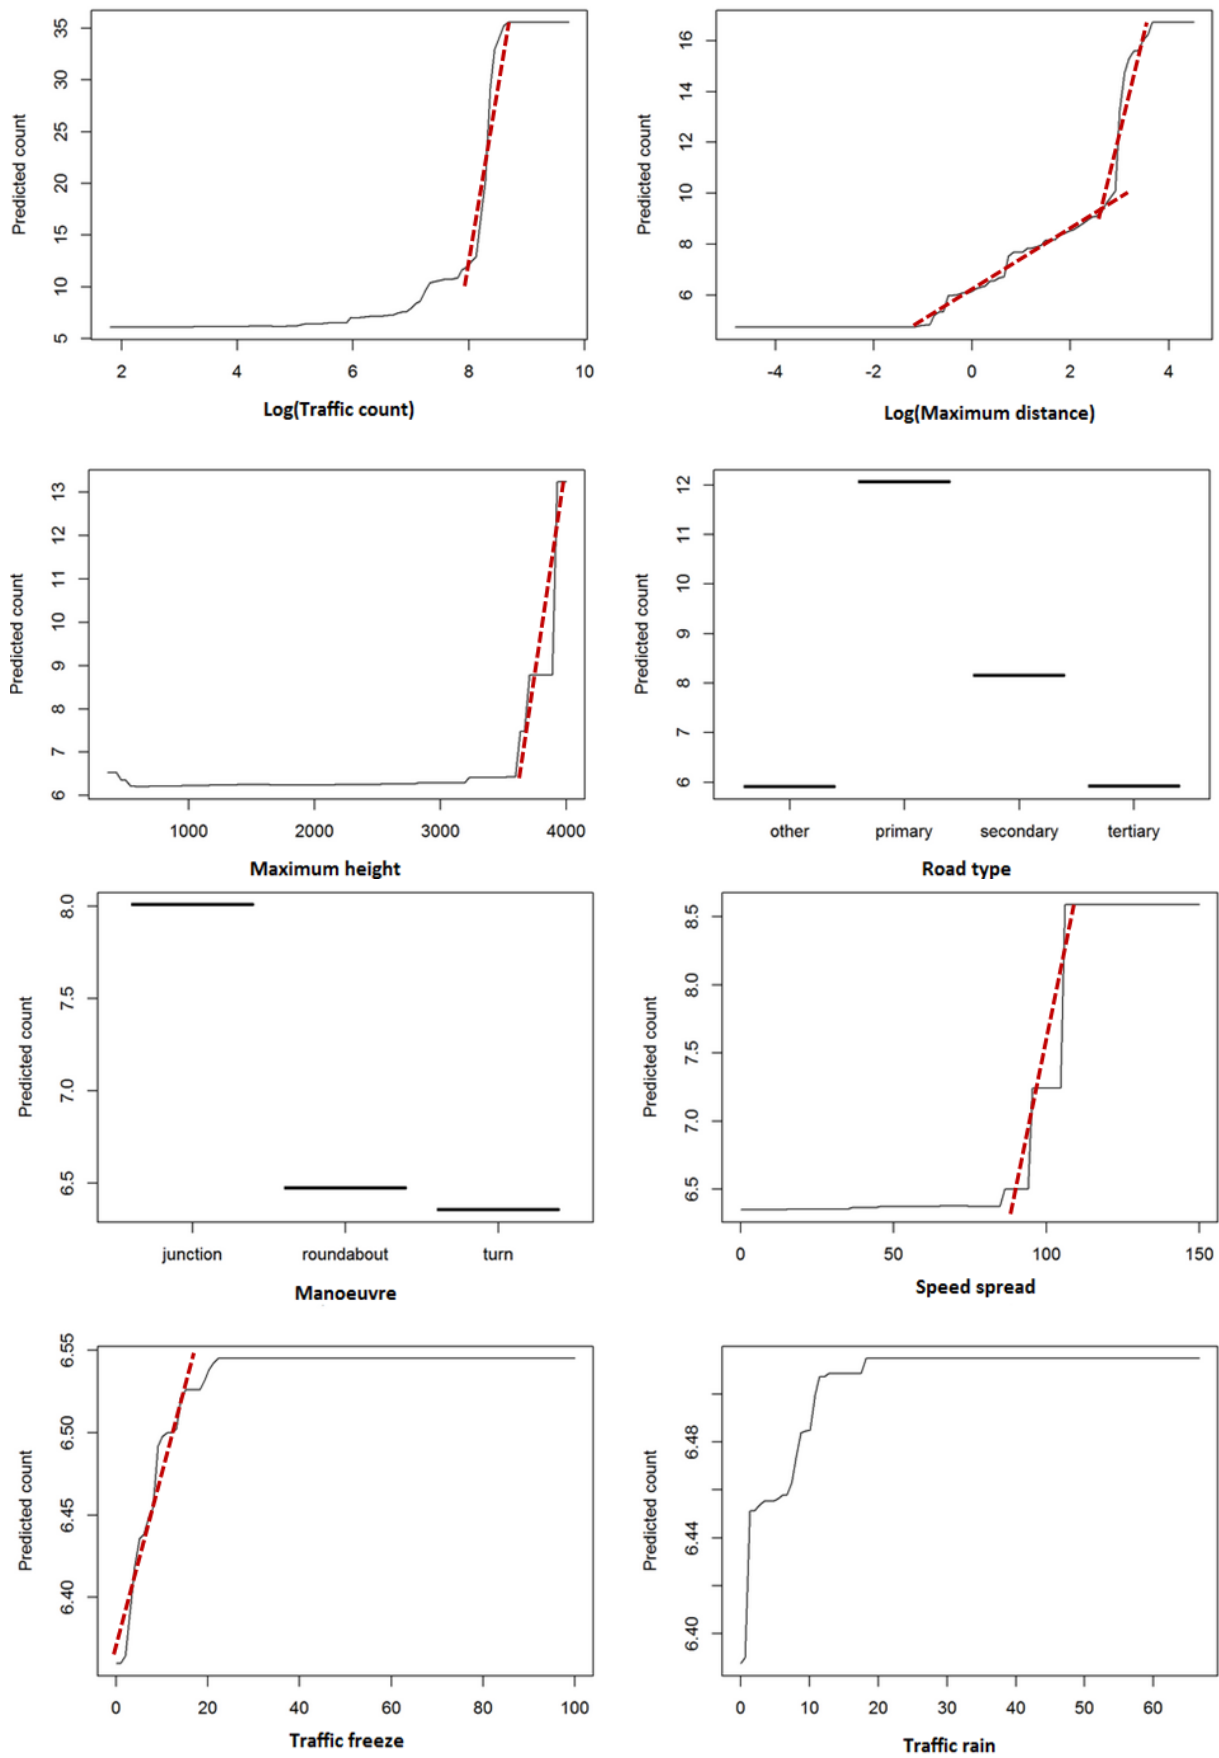 Predicted count
5 10 15 20 25 30 35
2 4 6 8 10
Log(Traffic count)
Predicted count
6 8 10 12 14 16
-4 -2 0 2 4
Log(Maximum distance)
Predicted count
6 7 8 9 10 11 12 13
1000 2000 3000 4000
Maximum height
Predicted count
6 7 8 9 10 11 12
other primary secondary tertiary
Road type
Predicted count
6.5 7.0 7.5 8.0
junction roundabout turn
Manoeuvre
Predicted count
6.5 7.0 7.5 8.0 8.5
0 50 100 150
Speed spread
Predicted count
6.40 6.45 6.50 6.55
0 20 40 60 80 100
Traffic freeze
Predicted count
6.40 6.44 6.48
0 10 20 30 40 50 60
Traffic rain